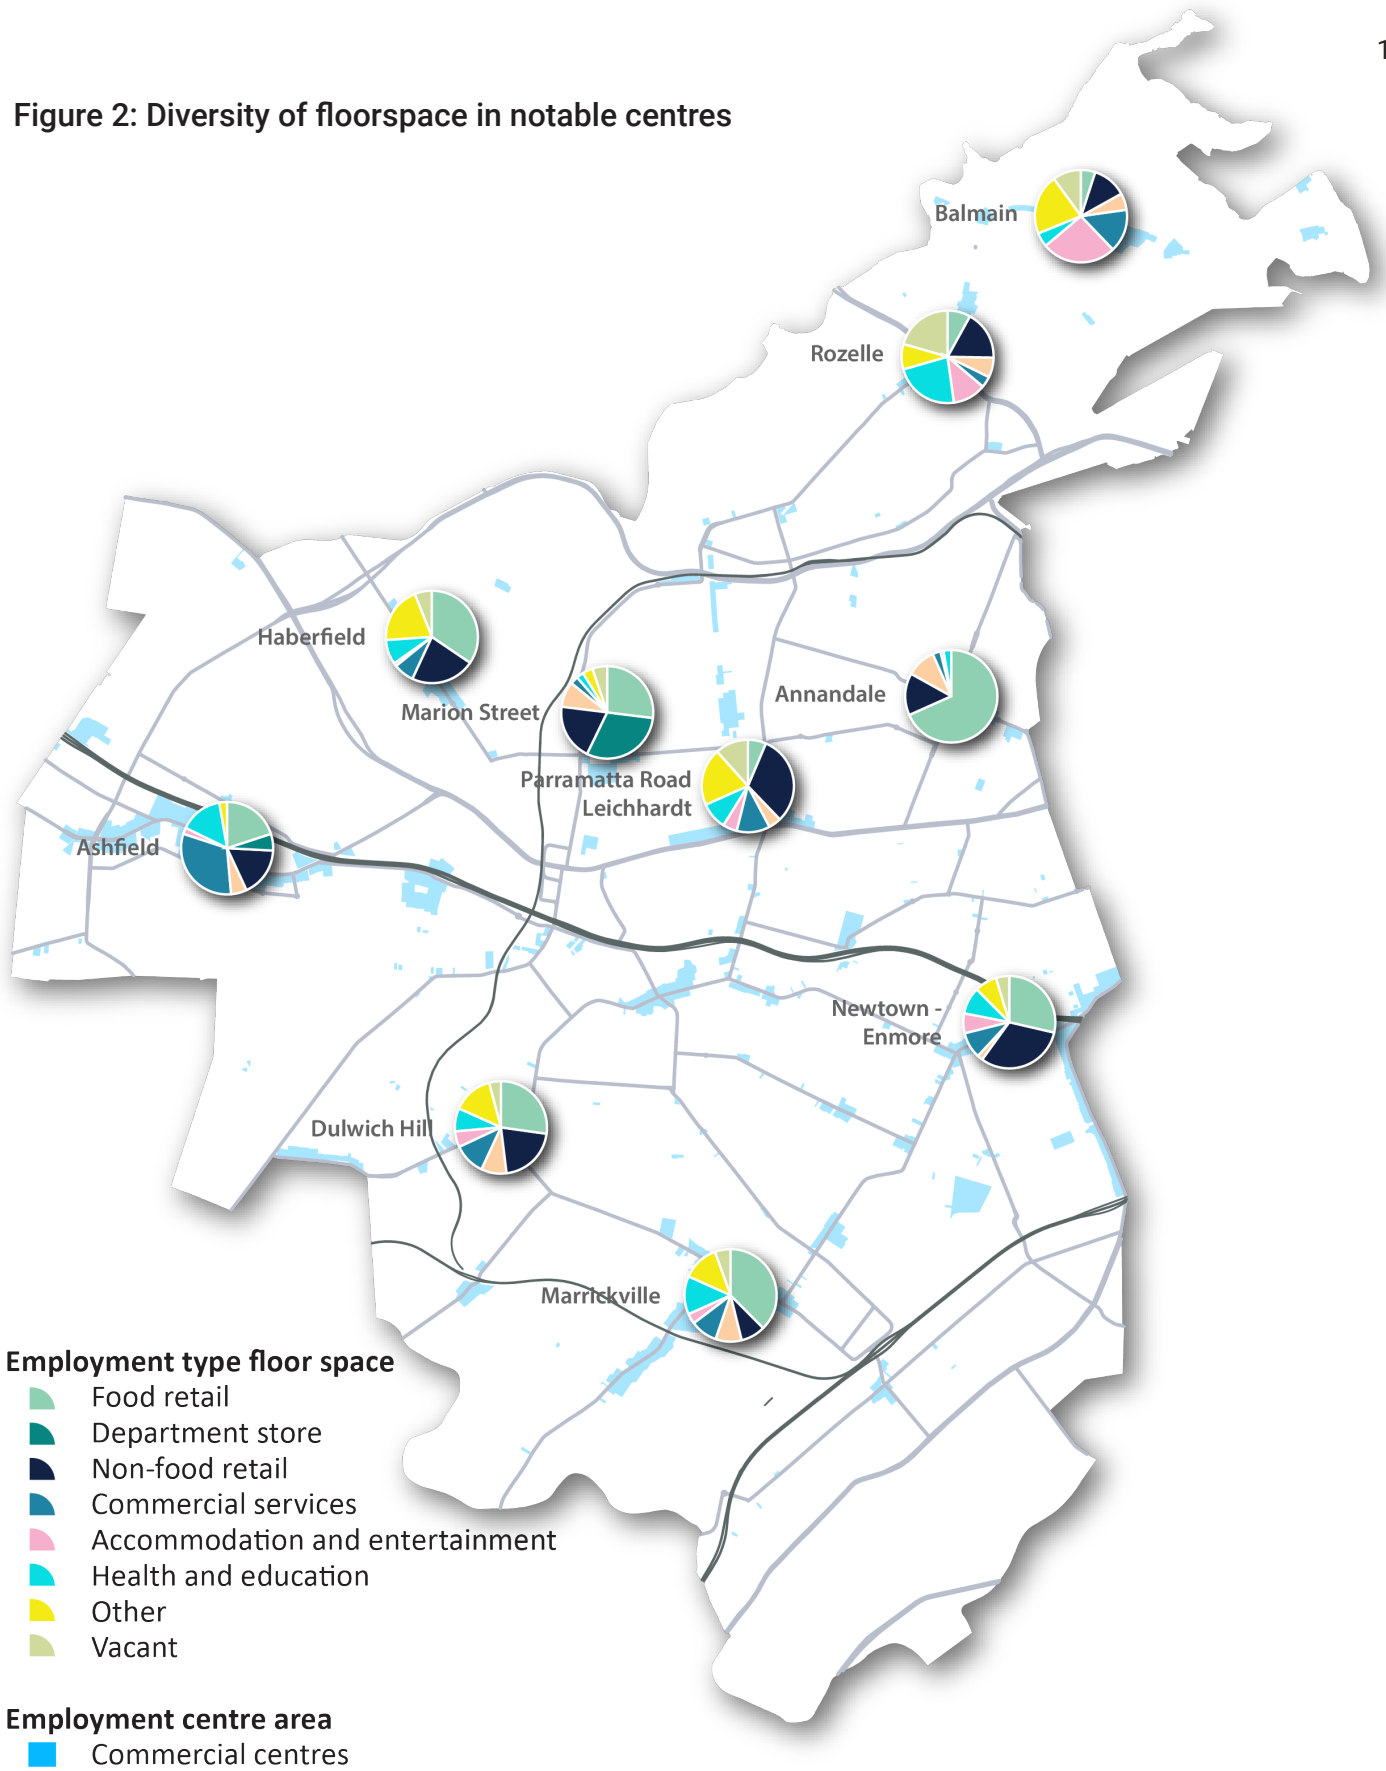 1
Figure 2: Diversity of floorspace in notable centres
Balmain
Rozelle
Haberfield
Marion Street
Annandale
Parramatta Road
Leichhardt
Ashfield
Newtown -
Enmore
Dulwich Hill
Marrickville
Employment type floor space
Food retail
Department store
Non-food retail
Commercial services
Accommodation and entertainment
Health and education
Other
Vacant
Employment centre area
Commercial centres